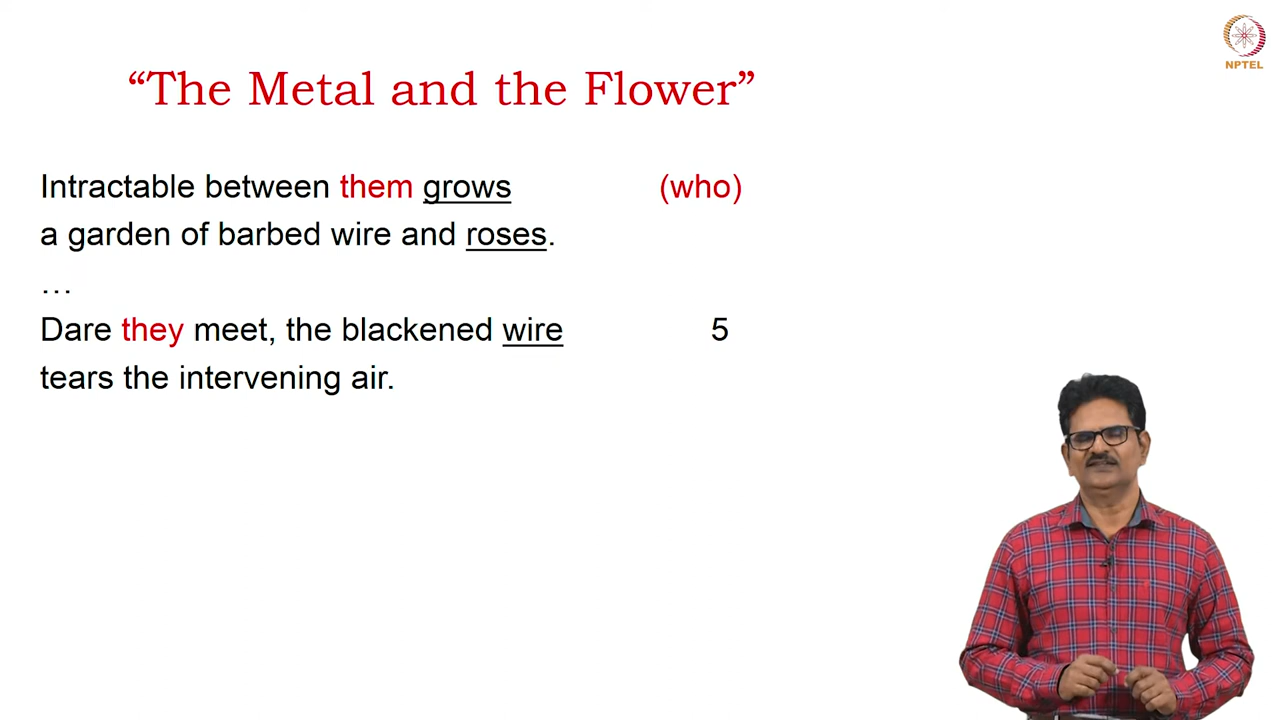 NPTEL
“The Metal and the Flower”
Intractable between them grows (who)
a garden of barbed wire and roses.
…
Dare they meet, the blackened wire 5
tears the intervening air.